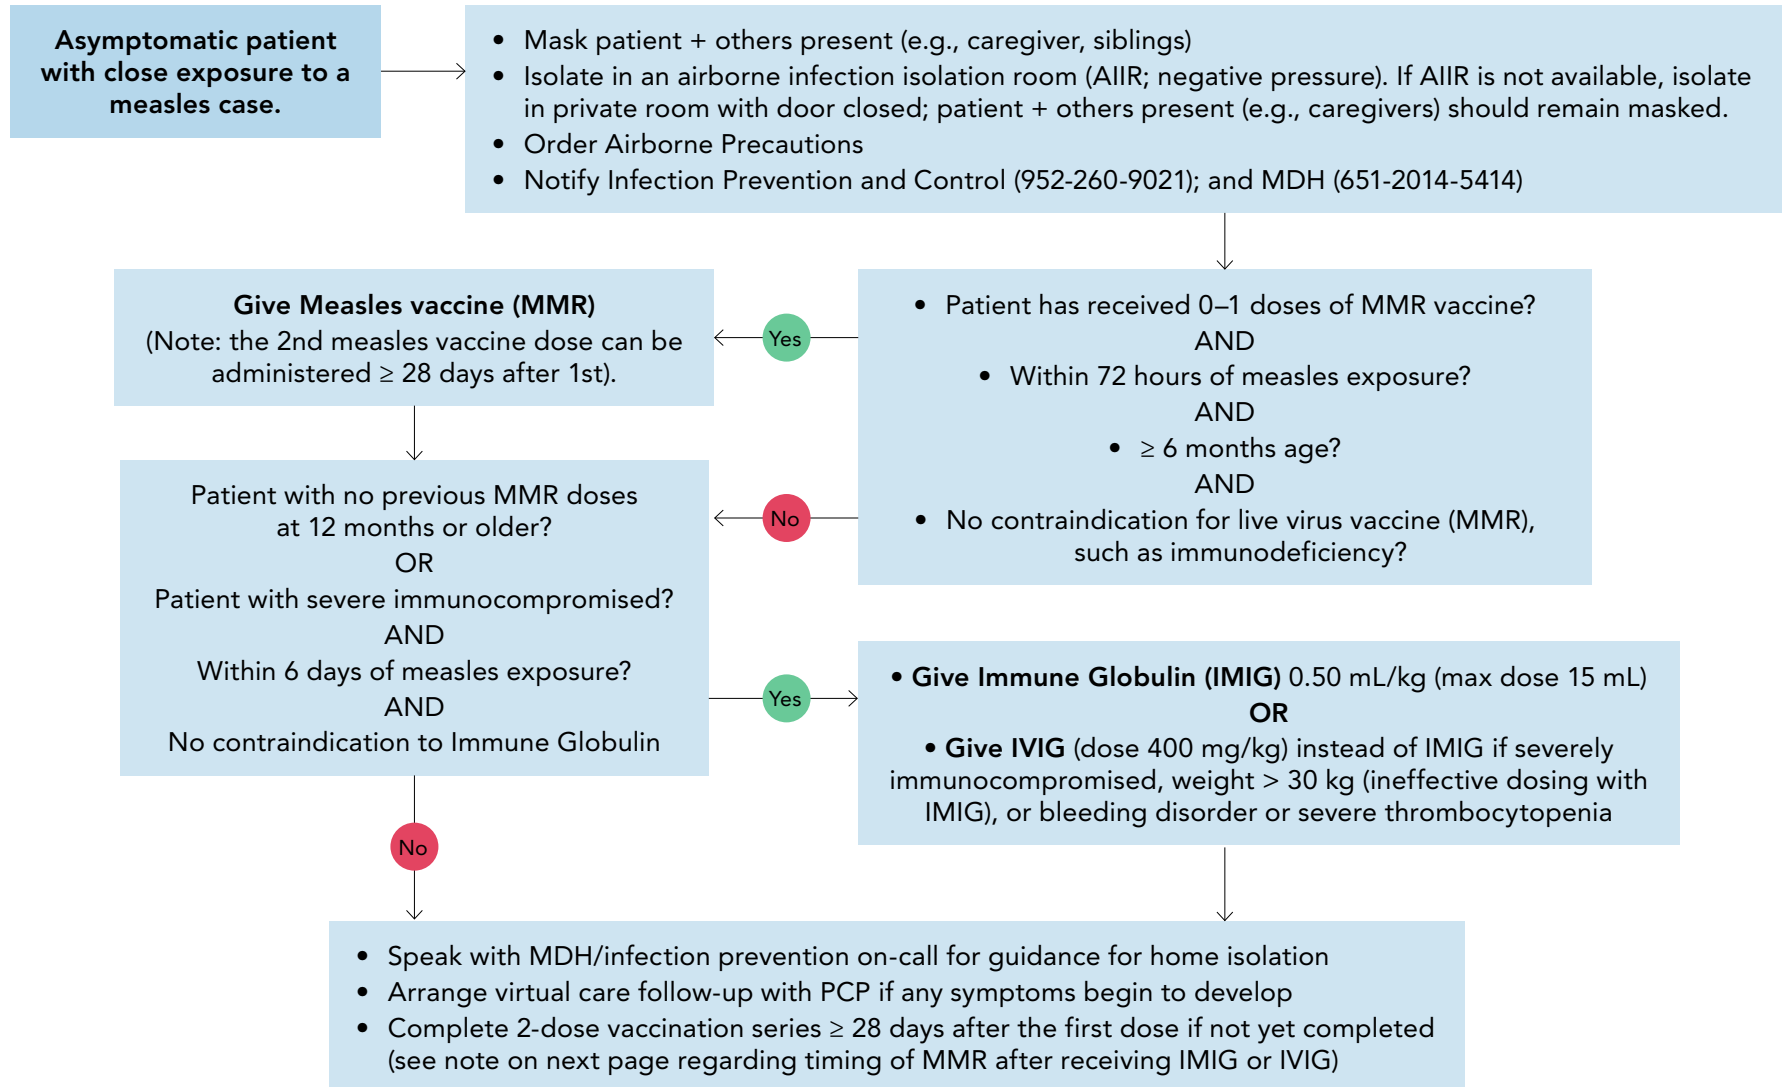 Asymptomatic patient
with close exposure to a
measles case.
• Mask patient + others present (e.g., caregiver, siblings)
• Isolate in an airborne infection isolation room (AIIR; negative pressure). If AIIR is not available, isolate
in private room with door closed; patient + others present (e.g., caregivers) should remain masked.
• Order Airborne Precautions
• Notify Infection Prevention and Control (952-260-9021); and MDH (651-2014-5414)
• Patient has received 0–1 doses of MMR vaccine?
AND
• Within 72 hours of measles exposure?
AND
• ≥ 6 months age?
AND
• No contraindication for live virus vaccine (MMR),
such as immunodeficiency?
Yes
No
Give Measles vaccine (MMR)
(Note: the 2nd measles vaccine dose can be
administered ≥ 28 days after 1st).
Patient with no previous MMR doses
at 12 months or older?
OR
Patient with severe immunocompromised?
AND
Within 6 days of measles exposure?
AND
No contraindication to Immune Globulin
Yes
• Give Immune Globulin (IMIG) 0.50 mL/kg (max dose 15 mL)
OR
• Give IVIG (dose 400 mg/kg) instead of IMIG if severely
immunocompromised, weight > 30 kg (ineffective dosing with
IMIG), or bleeding disorder or severe thrombocytopenia
No
• Speak with MDH/infection prevention on-call for guidance for home isolation
• Arrange virtual care follow-up with PCP if any symptoms begin to develop
• Complete 2-dose vaccination series ≥ 28 days after the first dose if not yet completed
(see note on next page regarding timing of MMR after receiving IMIG or IVIG)